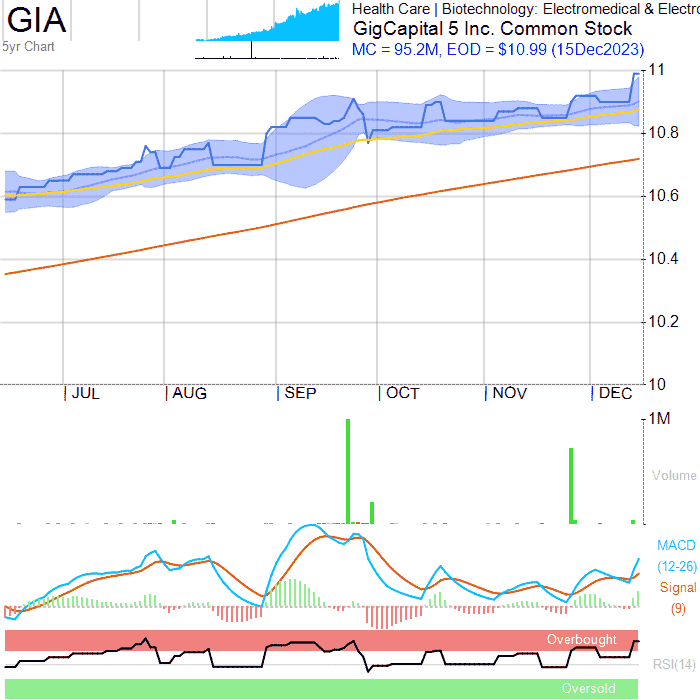 GIA
5yr Chart
Health Care | Biotechnology: Electromedical & Electro
GigCapital 5 Inc. Common Stock
MC = 95.2M, EOD = $10.99 (15Dec2023)
11
10.8
10.6
10.4
10.2
10
JUL AUG SEP OCT NOV DEC
1M
Volume
MACD
(12-26)
Signal
(9)
Overbought
RSI(14)
Oversold